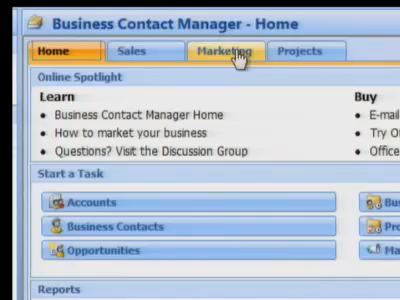 Business Contact Manager - Home
Home Sales Marketing Projects
Online Spotlight
Learn Buy
• Business Contact Manager Home • E-mail
• How to market your business • Try
• Questions? Visit the Discussion Group • Office
Start a Task
Accounts
Business Contacts
Opportunities
Reports